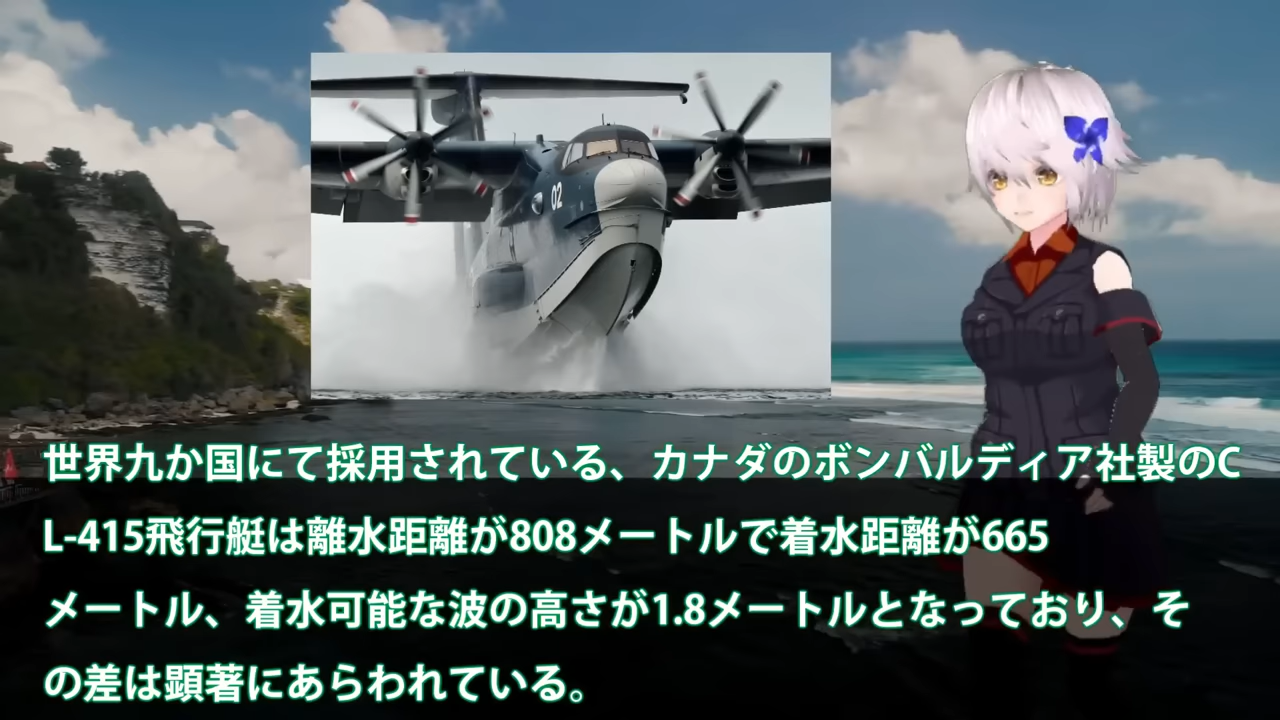 02
世界九か国にて採用されている、カナダのボンバルディア社製のC
L-415飛行艇は離水距離が808メートルで着水距離が665
メートル、着水可能な波の高さが1.8メートルとなっており、そ
の差は顕著にあらわれている。